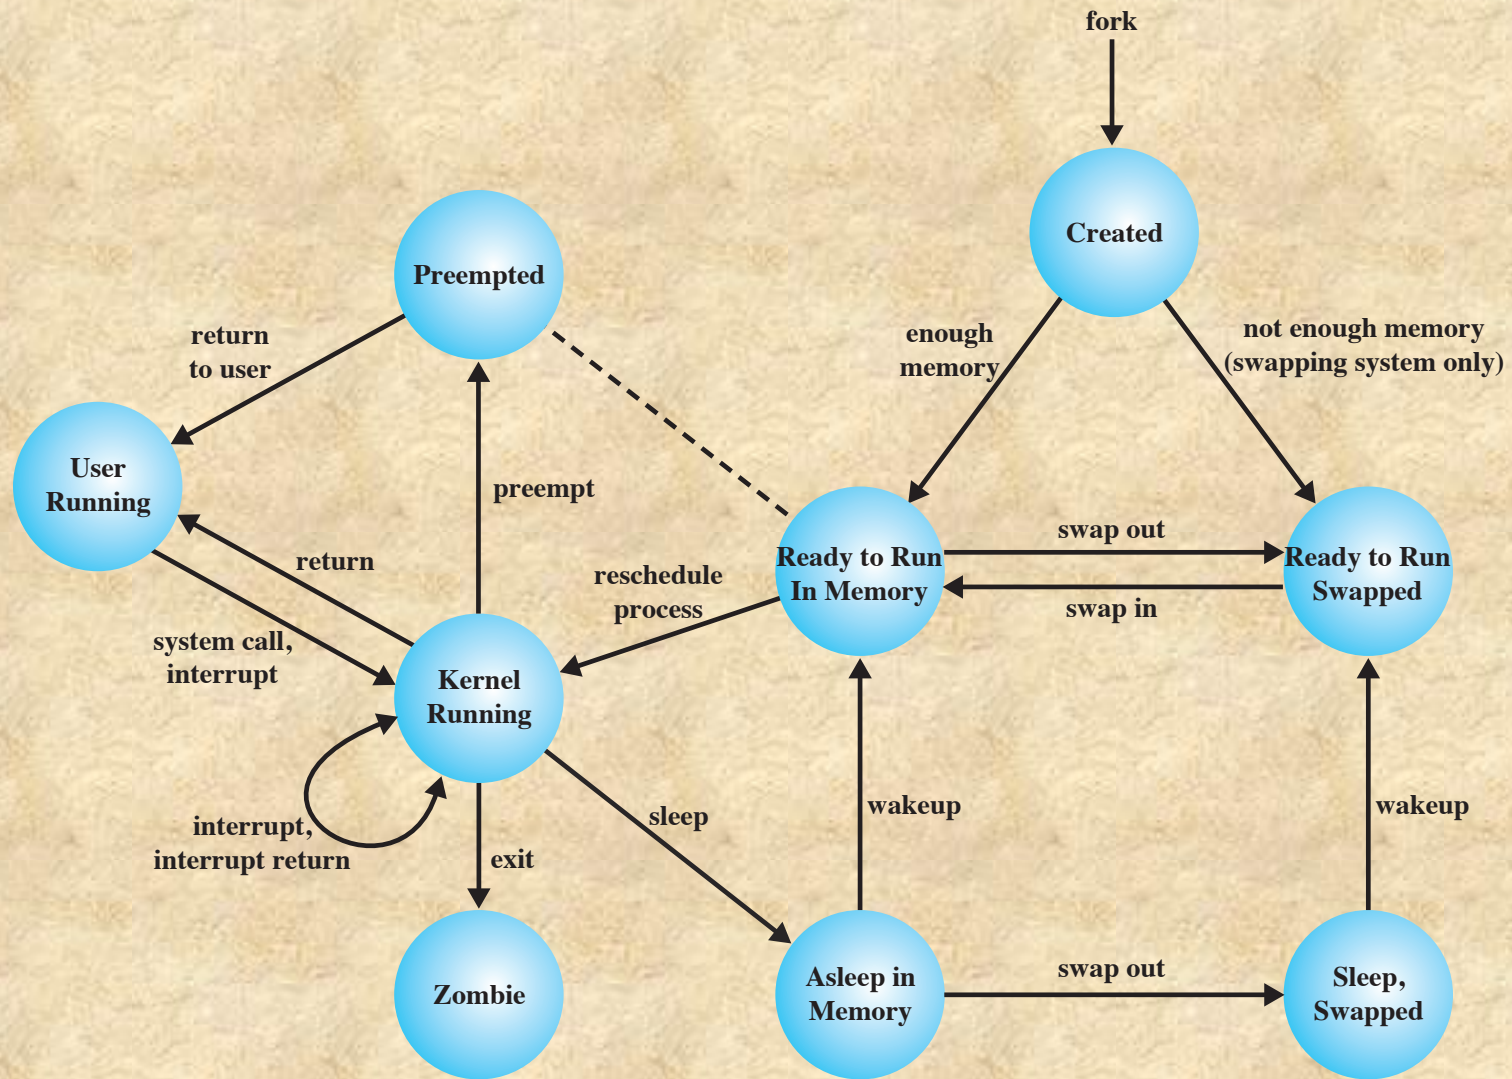 fork
Created
Preempted
enough
memory
not enough memory
(swapping system only)
return
to user
User
Running
preempt
return
reschedule
process
Ready to Run
In Memory
swap out
swap in
Ready to Run
Swapped
system call,
interrupt
Kernel
Running
interrupt,
interrupt return
exit
sleep
wakeup
wakeup
Zombie
Asleep in
Memory
swap out
Sleep,
Swapped